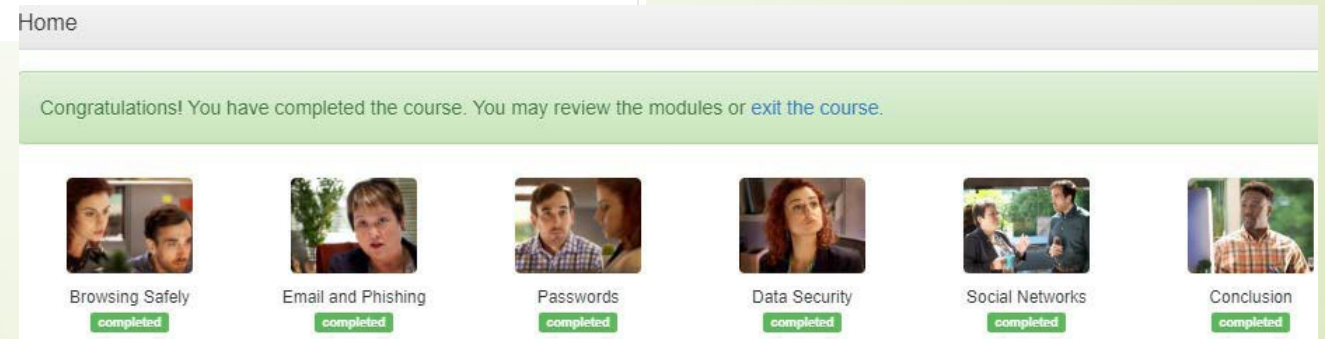 Home
Congratulations! You have completed the course. You may review the modules or exit the course.
Browsing Safely
completed
Email and Phishing
completed
Passwords
completed
Data Security
completed
Social Networks
completed
Conclusion
completed